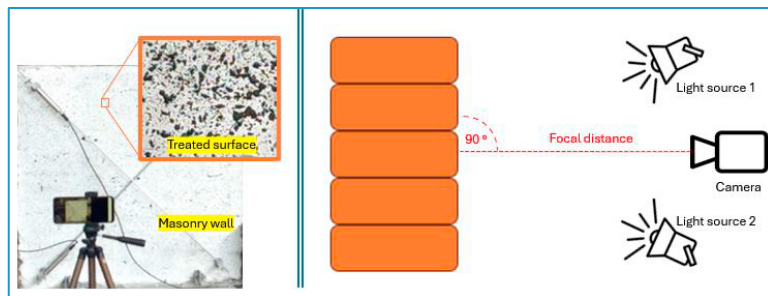 Treated surface
Masonry wall
Light source 1
90 °
Focal distance
Camera
Light source 2